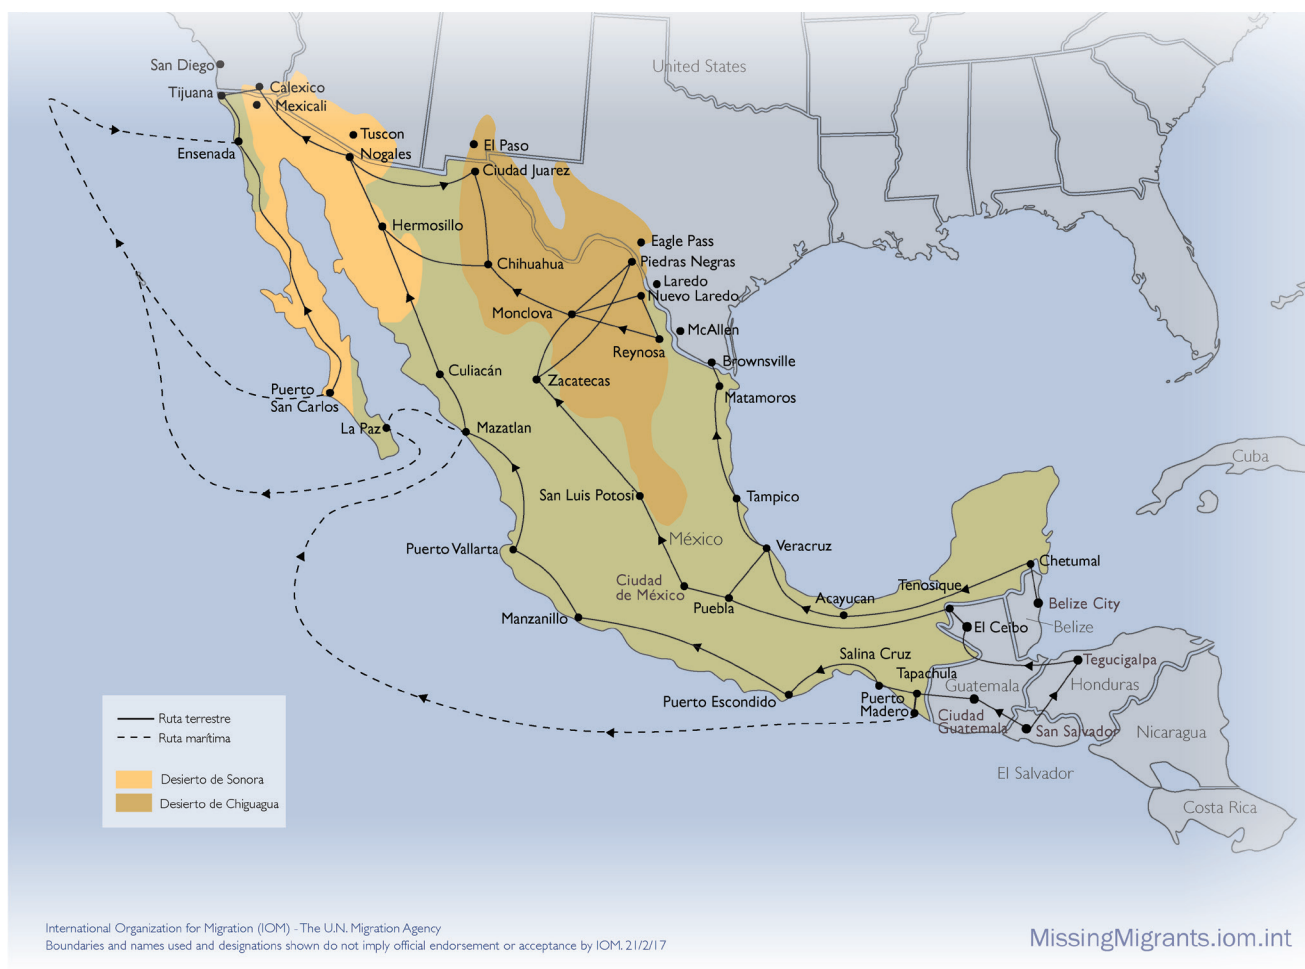 United States
San Diego
Tijuana
Calexico
Mexicali
Tuscon
Nogales
Ensenada
El Paso
Ciudad Juarez
Hermosillo
Chihuahua
Eagle Pass
Piedras Negras
Laredo
Nuevo Laredo
Monclova
McAllen
Reynosa
Brownsville
Matamoros
Culiacán
Zacatecas
Puerto
San Carlos
La Paz
Mazatlan
Cuba
San Luis Potosi
Tampico
México
Puerto Vallarta
Veracruz
Chetumal
Ciudad
de México
Puebla
Acayucan
Tenosique
Belize City
Belize
Manzanillo
El Ceibo
Salina Cruz
Tapachula
Tegucigalpa
Guatemala
Honduras
Puerto Escondido
Puerto
Madero
Ciudad
Guatemala
San Salvador
Nicaragua
El Salvador
Costa Rica
Ruta terrestre
Ruta marítima
Desierto de Sonora
Desierto de Chiguagua
International Organization for Migration (IOM) - The U.N. Migration Agency
Boundaries and names used and designations shown do not imply official endorsement or acceptance by IOM. 21/2/17
MissingMigrants.iom.int